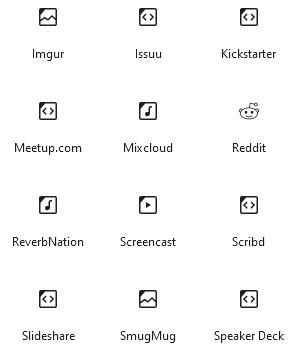 Imgur Issuu Kickstarter
Meetup.com Mixcloud Reddit
ReverbNation Screencast Scribd
Slideshare SmugMug Speaker Deck